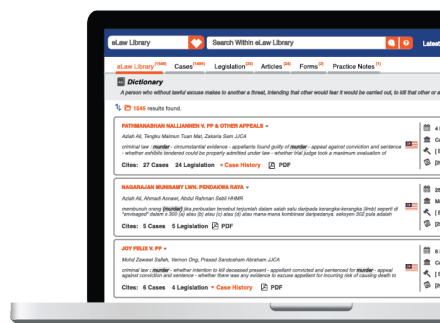 eLaw Library Search Within eLaw Library Latest
eLaw Library (1545) Cases (1465) Legislation (23) Articles (24) Forms (2) Practice Notes (1)
Dictionary
A person who without lawful excuse makes to another a threat, intending that other would fear it would be carried out, to kill that other or a
1545 results found.
PATHMANABHAN NALLIANNEN V. PP & OTHER APPEALS
Aziah Ali, Tengku Maimun Tuan Mat, Zakaria Sam JJCA
criminal law : murder - circumstantial evidence - appellants found guilty of murder - appeal against conviction and sentence
- whether exhibits tendered could be properly admitted under law - whether trial judge took a maximum evaluation of
Cites: 27 Cases 24 Legislation Case History PDF
NAGARAJAN MUNISAMY LWN. PENDAKWA RAYA
Aziah Ali, Ahmadi Asnawi, Abdul Rahman Sebli HHMR
membunuh orang (murder) jika perbuatan tersebut terjumlah dalam salah satu daripada kerangka-kerangka (limb) seperti di
"envisaged" dalam s 300 (a) atau (b) atau (c) atau (d) atau mana-mana kombinasi daripadanya. seksyen 302 pula adalah
Cites: 5 Cases 5 Legislation PDF
JOY FELIX V. PP
Mohd Zawawi Salleh, Vernon Ong, Prasad Sandosham Abraham JJCA
criminal law : murder - whether intention to kill deceased present - appellant convicted and sentenced for murder - appeal
against conviction and sentence - whether there was any evidence to excuse appellant for incurring risk of causing death to
Cites: 6 Cases 4 Legislation Case History PDF